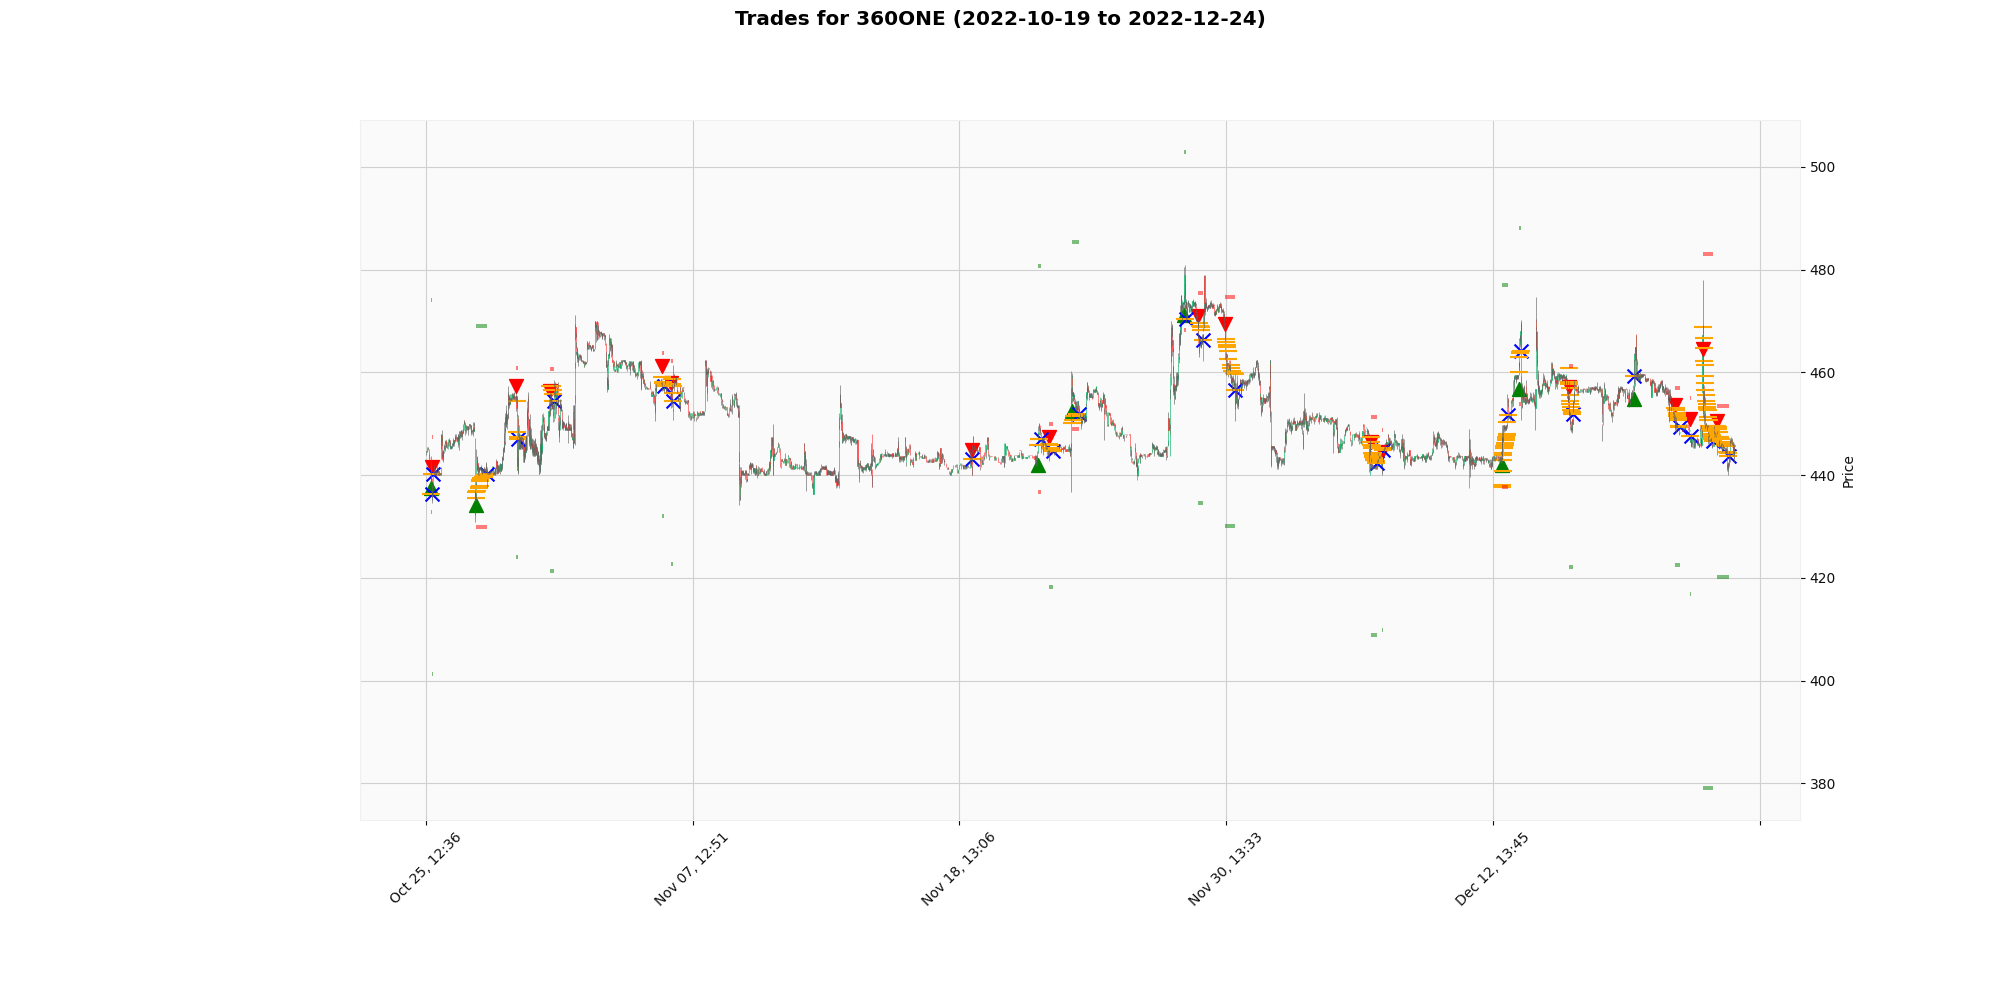 Trades for 360ONE (2022-10-19 to 2022-12-24)
500
480
460
440
420
400
380
Price
Oct 25, 12:36
Nov 07, 12:51
Nov 18, 13:06
Nov 30, 13:33
Dec 12, 13:45